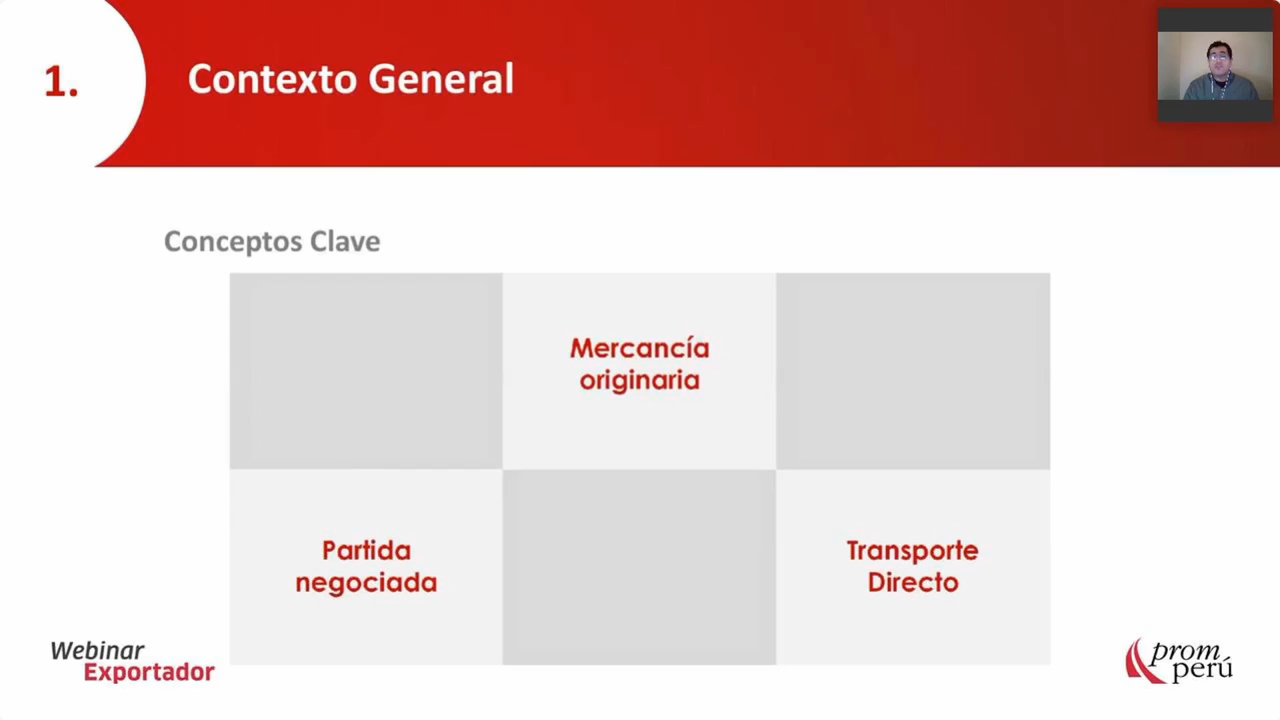 1.
Contexto General
Conceptos Clave
Mercancía
originaria
Partida
negociada
Transporte
Directo
Webinar
Exportador
prom
perú